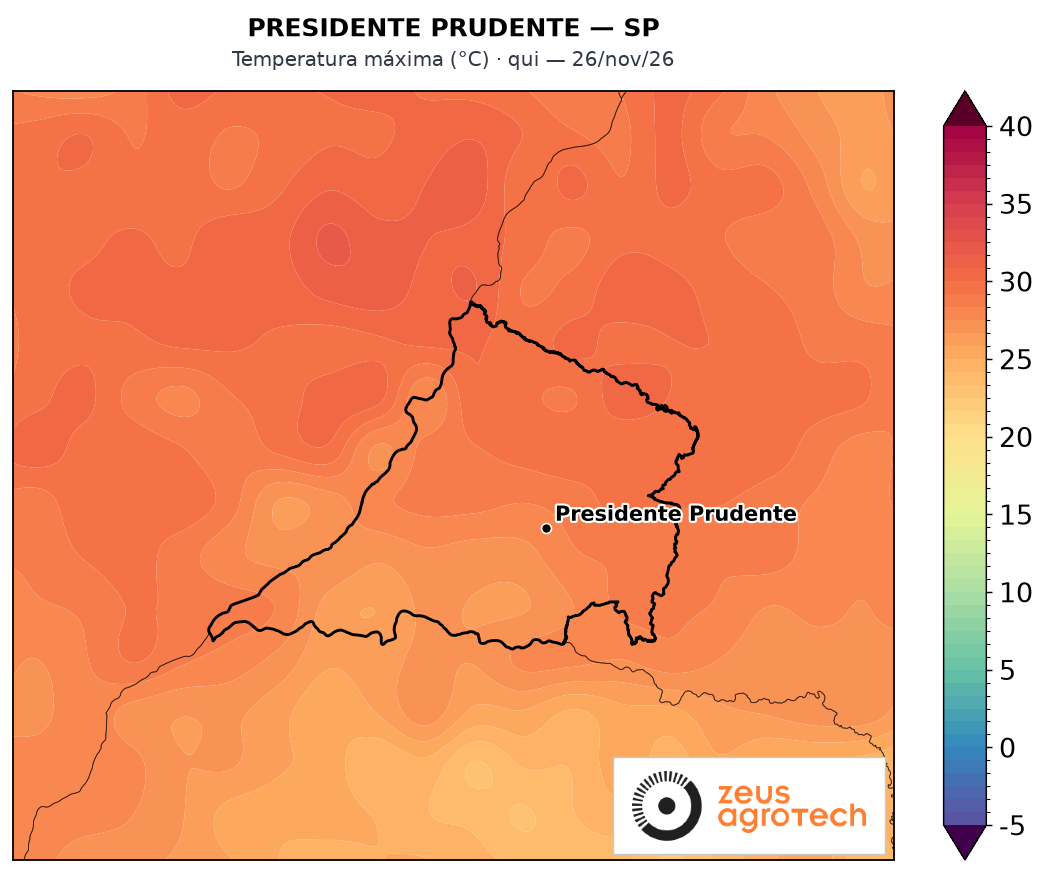 PRESIDENTE PRUDENTE — SP
Temperatura máxima (°C) · qui — 26/nov/26
40
35
30
25
20
15
10
5
0
-5
Presidente Prudente
zeus
agrotech